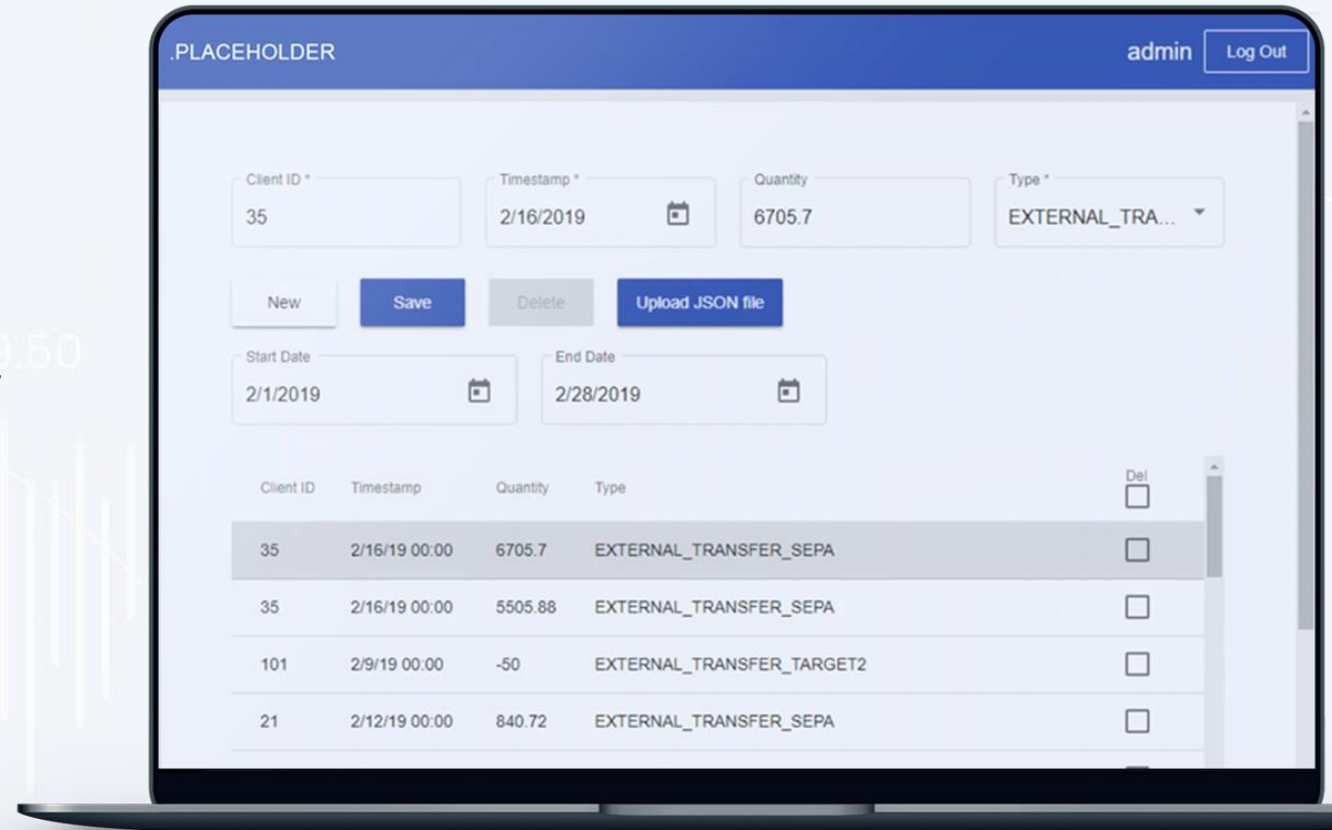 .PLACEHOLDER admin Log Out
Client ID * Timestamp * Quantity Type *
35 2/16/2019 6705.7 EXTERNAL_TRA...
New Save Delete Upload JSON file
Start Date End Date
2/1/2019 2/28/2019
9.50
Client ID Timestamp Quantity Type Del
35 2/16/19 00:00 6705.7 EXTERNAL_TRANSFER_SEPA
35 2/16/19 00:00 5505.88 EXTERNAL_TRANSFER_SEPA
101 2/9/19 00:00 -50 EXTERNAL_TRANSFER_TARGET2
21 2/12/19 00:00 840.72 EXTERNAL_TRANSFER_SEPA